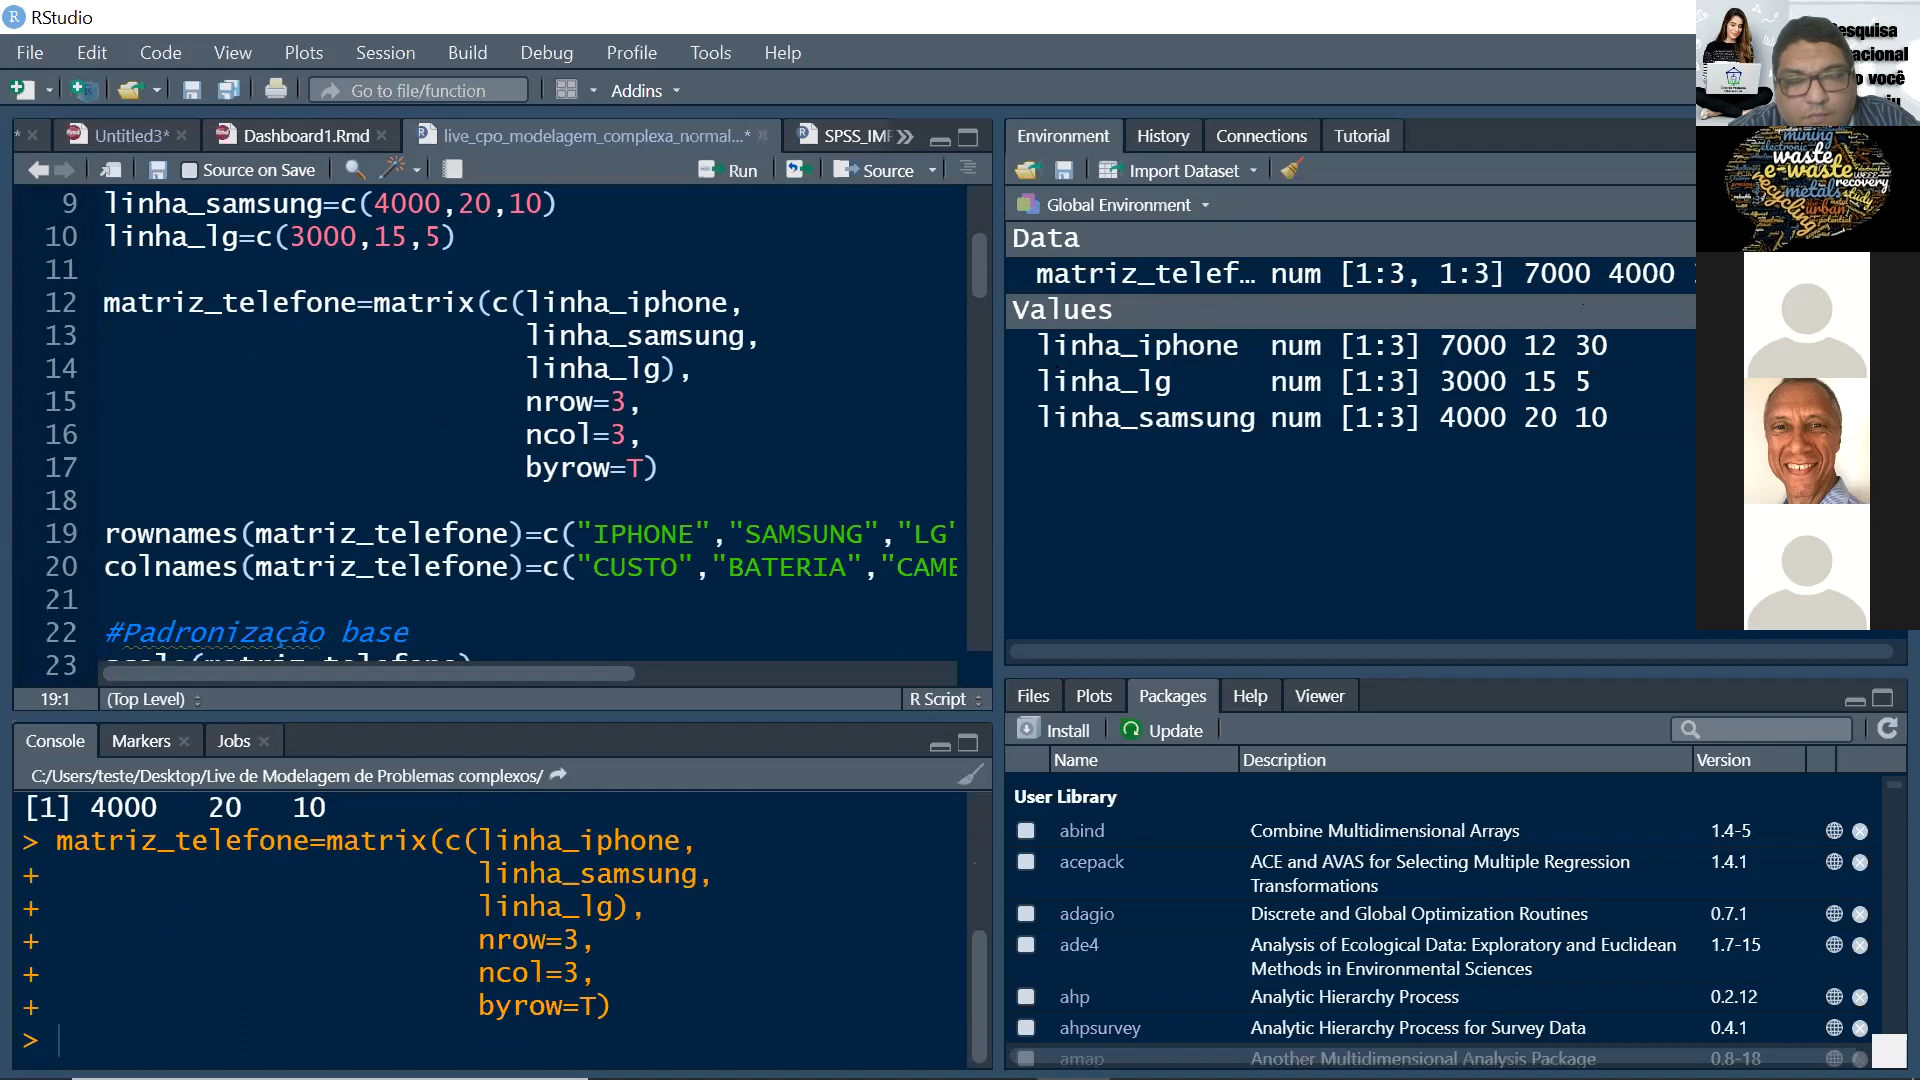 RStudio
File Edit Code View Plots Session Build Debug Profile Tools Help
Go to file/function Addins
Untitled3* Dashboard1.Rmd live_cpo_modelagem_complexa_normal...* SPSS_IMF
Source on Save Run Source
9 linha_samsung=c(4000,20,10)
10 linha_lg=c(3000,15,5)
11
12 matriz_telefone=matrix(c(linha_iphone,
13 linha_samsung,
14 linha_lg),
15 nrow=3,
16 ncol=3,
17 byrow=T)
18
19 rownames(matriz_telefone)=c("IPHONE","SAMSUNG","LG"
20 colnames(matriz_telefone)=c("CUSTO","BATERIA","CAME
21
22 #Padronização base
23 scale(matriz_telefone)
19:1 (Top Level) R Script
Console Markers Jobs
C:/Users/teste/Desktop/Live de Modelagem de Problemas complexos/
[1] 4000 20 10
> matriz_telefone=matrix(c(linha_iphone,
+ linha_samsung,
+ linha_lg),
+ nrow=3,
+ ncol=3,
+ byrow=T)
>
Environment History Connections Tutorial
Import Dataset
Global Environment
Data
matriz_telef... num [1:3, 1:3] 7000 4000
Values
linha_iphone num [1:3] 7000 12 30
linha_lg num [1:3] 3000 15 5
linha_samsung num [1:3] 4000 20 10
Files Plots Packages Help Viewer
Install Update
Name Description Version
User Library
abind Combine Multidimensional Arrays 1.4-5
acepack ACE and AVAS for Selecting Multiple Regression 1.4.1
Transformations
adagio Discrete and Global Optimization Routines 0.7.1
ade4 Analysis of Ecological Data: Exploratory and Euclidean 1.7-15
Methods in Environmental Sciences
ahp Analytic Hierarchy Process 0.2.12
ahpsurvey Analytic Hierarchy Process for Survey Data 0.4.1
amap Another Multidimensional Analysis Package 0.8-18
esquisa
acional
o você
mining
waste
e-waste
recovery
recycling
metals
study
urban